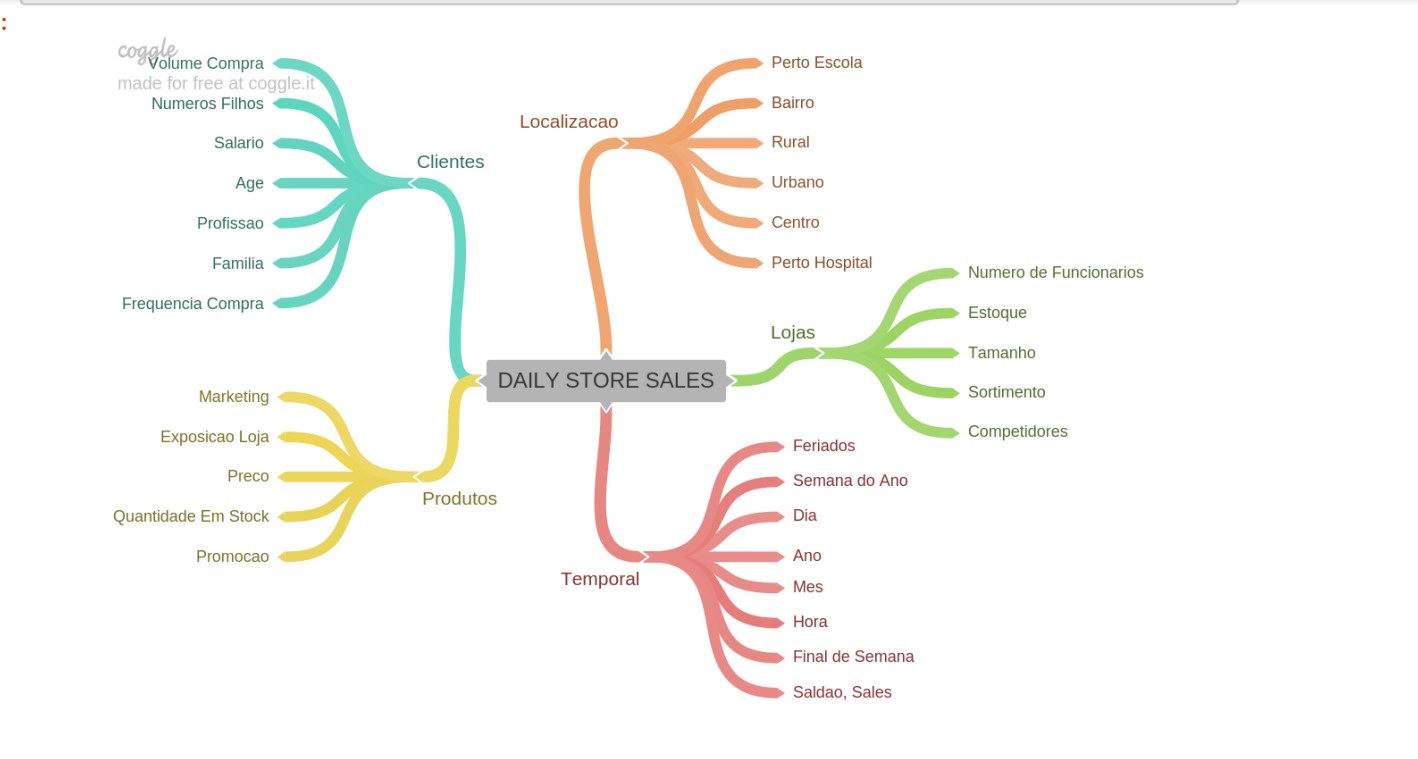 :
coggle
made for free at coggle.it
Volume Compra
Numeros Filhos
Salario
Age
Profissao
Familia
Frequencia Compra
Clientes
Localizacao
Perto Escola
Bairro
Rural
Urbano
Centro
Perto Hospital
DAILY STORE SALES
Lojas
Numero de Funcionarios
Estoque
Tamanho
Sortimento
Competidores
Marketing
Exposicao Loja
Preco
Quantidade Em Stock
Promocao
Produtos
Temporal
Feriados
Semana do Ano
Dia
Ano
Mes
Hora
Final de Semana
Saldao, Sales